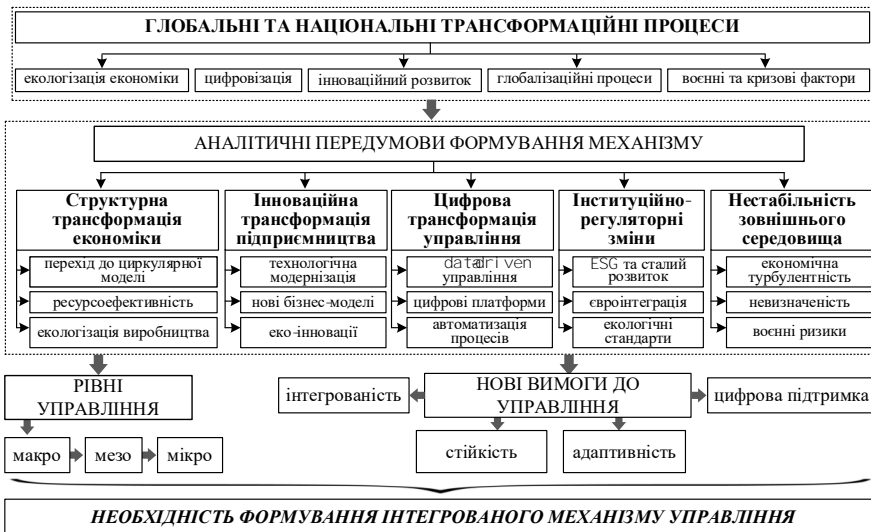 ГЛОБАЛЬНІ ТА НАЦІОНАЛЬНІ ТРАНСФОРМАЦІЙНІ ПРОЦЕСИ
екологізація економіки
цифровізація
інноваційний розвиток
глобалізаційні процеси
воєнні та кризові фактори
АНАЛІТИЧНІ ПЕРЕДУМОВИ ФОРМУВАННЯ МЕХАНІЗМУ
Структурна
трансформація
економіки
перехід до циркулярної
моделі
ресурсоефективність
екологізація виробництва
Інноваційна
трансформація
підприємництва
технологічна
модернізація
нові бізнес-моделі
еко-інновації
Цифрова
трансформація
управління
data-driven
управління
цифрові платформи
автоматизація
процесів
Інституційно-
регуляторні
зміни
ESG та сталий
розвиток
євроінтеграція
екологічні
стандарти
Нестабільність
зовнішнього
середовища
економічна
турбулентність
невизначеність
воєнні ризики
РІВНІ
УПРАВЛІННЯ
макро
мезо
мікро
інтегрованість
НОВІ ВИМОГИ ДО
УПРАВЛІННЯ
цифрова підтримка
стійкість
адаптивність
НЕОБХІДНІСТЬ ФОРМУВАННЯ ІНТЕГРОВАНОГО МЕХАНІЗМУ УПРАВЛІННЯ